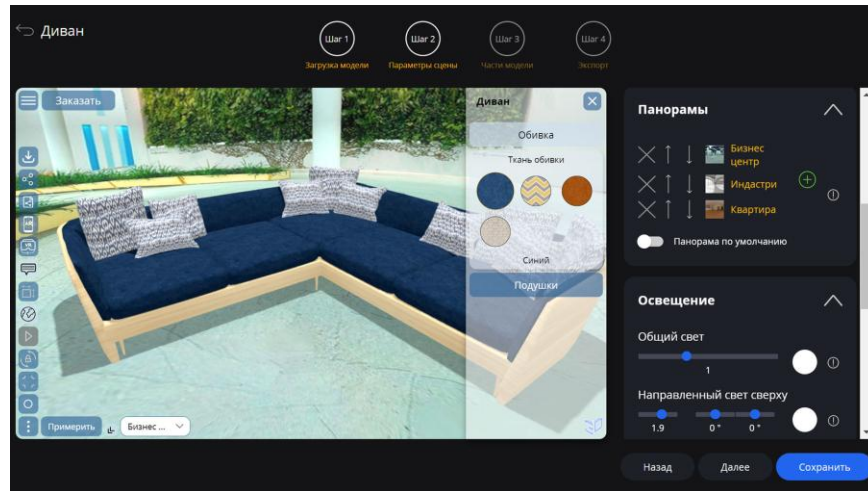 Диван
Шаг 1
Шаг 2
Шаг 3
Шаг 4
Загрузка модели
Параметры сцены
Части модели
Экспорт
Заказать
Диван
Обивка
Ткань обивки
Синий
Подушки
Примерить
Бизнес ...
Панорамы
Бизнес
центр
Индастри
Квартира
Панорама по умолчанию
Освещение
Общий свет
1
Направленный свет сверху
1.9
0 °
0 °
Назад
Далее
Сохранить